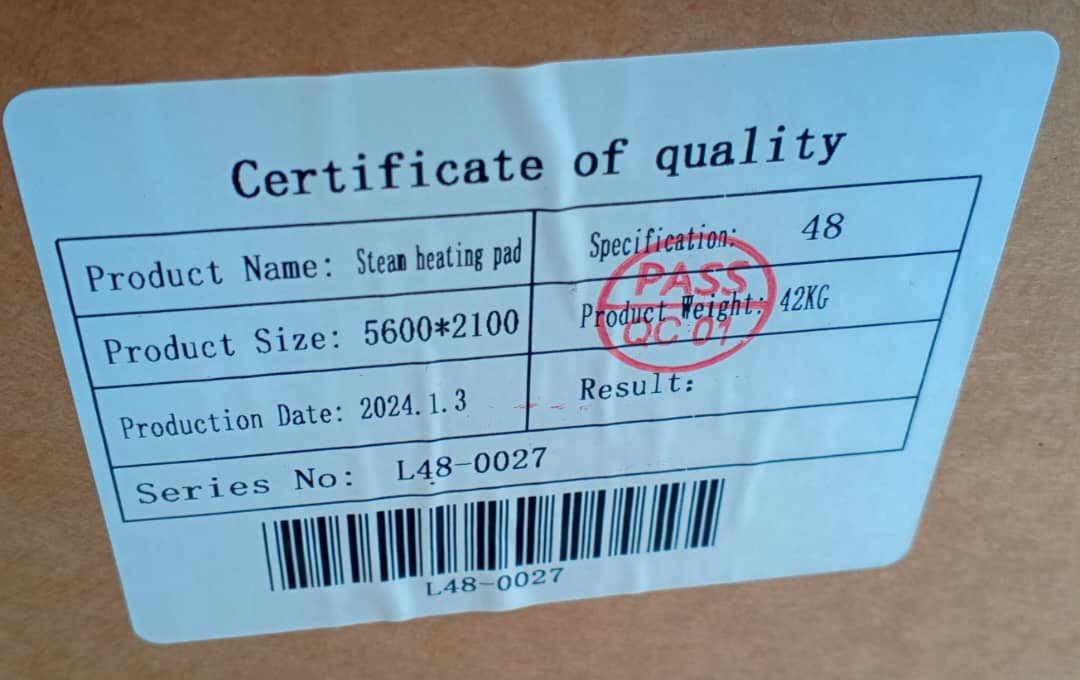 Certificate of quality
Product Name: Steam heating pad
Specification: 48
PASS
Product Size: 5600*2100
Product Weight: 42KG
QC 01
Production Date: 2024.1.3
Result:
Series No: L48-0027
L48-0027